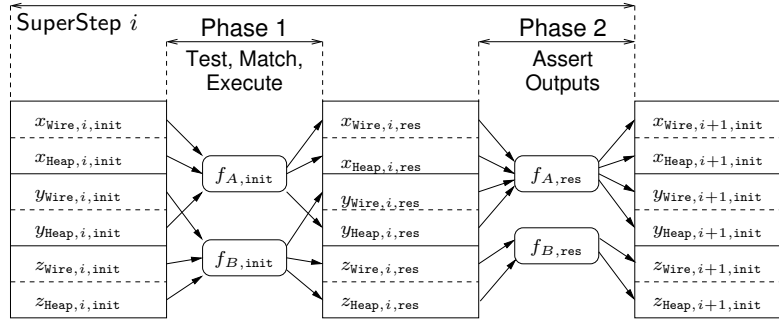 SuperStep i
Phase 1
Phase 2
Test, Match,
Execute
Assert
Outputs
x_Wire,i,init
x_Heap,i,init
y_Wire,i,init
y_Heap,i,init
z_Wire,i,init
z_Heap,i,init
f_A,init
f_B,init
x_Wire,i,res
x_Heap,i,res
y_Wire,i,res
y_Heap,i,res
z_Wire,i,res
z_Heap,i,res
f_A,res
f_B,res
x_Wire,i+1,init
x_Heap,i+1,init
y_Wire,i+1,init
y_Heap,i+1,init
z_Wire,i+1,init
z_Heap,i+1,init